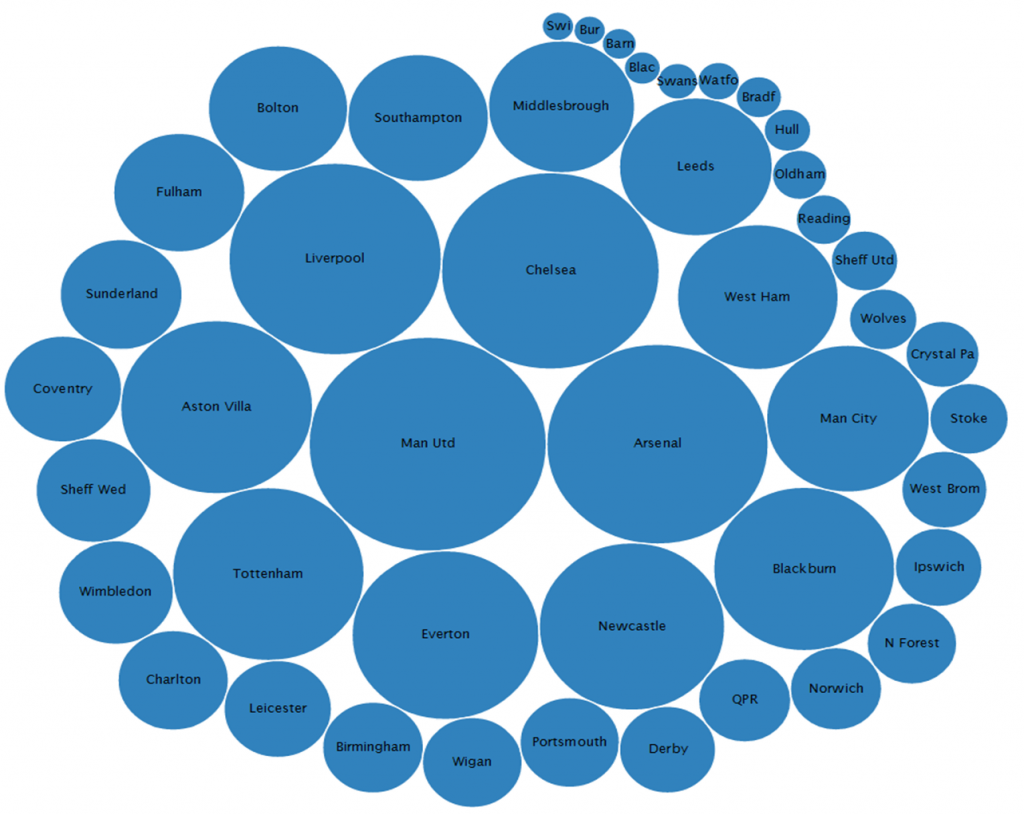 Swi
Bur
Barn
Blac
Swans
Watfo
Bradf
Bolton
Southampton
Middlesbrough
Hull
Leeds
Oldham
Fulham
Reading
Liverpool
Chelsea
Sheff Utd
Sunderland
West Ham
Wolves
Crystal Pa
Coventry
Aston Villa
Man City
Stoke
Man Utd
Arsenal
Sheff Wed
West Brom
Tottenham
Blackburn
Ipswich
Wimbledon
Everton
Newcastle
N Forest
Charlton
Norwich
QPR
Leicester
Birmingham
Portsmouth
Derby
Wigan